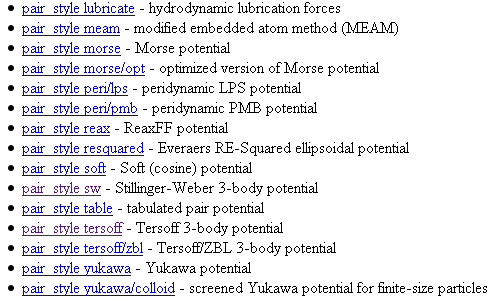 pair_style lubricate - hydrodynamic lubrication forces
pair_style meam - modified embedded atom method (MEAM)
pair_style morse - Morse potential
pair_style morse/opt - optimized version of Morse potential
pair_style peri/lps - peridynamic LPS potential
pair_style peri/pmb - peridynamic PMB potential
pair_style reax - ReaxFF potential
pair_style resquared - Everaers RE-Squared ellipsoidal potential
pair_style soft - Soft (cosine) potential
pair_style sw - Stillinger-Weber 3-body potential
pair_style table - tabulated pair potential
pair_style tersoff - Tersoff 3-body potential
pair_style tersoff/zbl - Tersoff/ZBL 3-body potential
pair_style yukawa - Yukawa potential
pair_style yukawa/colloid - screened Yukawa potential for finite-size particles